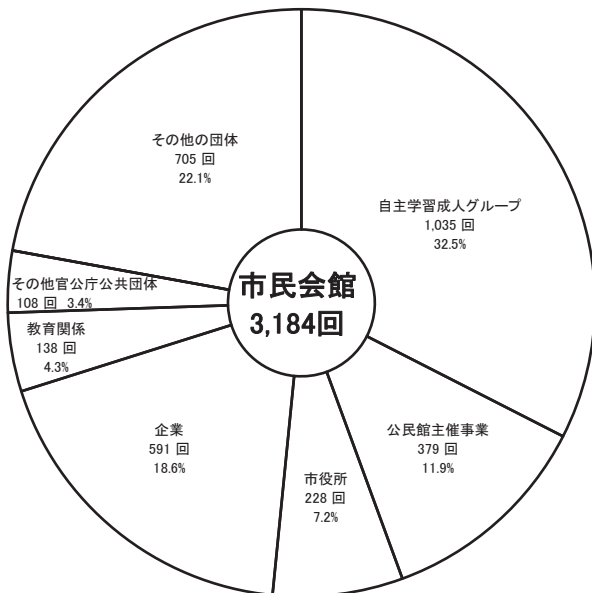 その他の団体
705 回
22.1%
自主学習成人グループ
1,035 回
32.5%
その他官公庁公共団体
108 回 3.4%
市民会館
3,184回
教育関係
138 回
4.3%
企業
591 回
18.6%
公民館主催事業
379 回
11.9%
市役所
228 回
7.2%